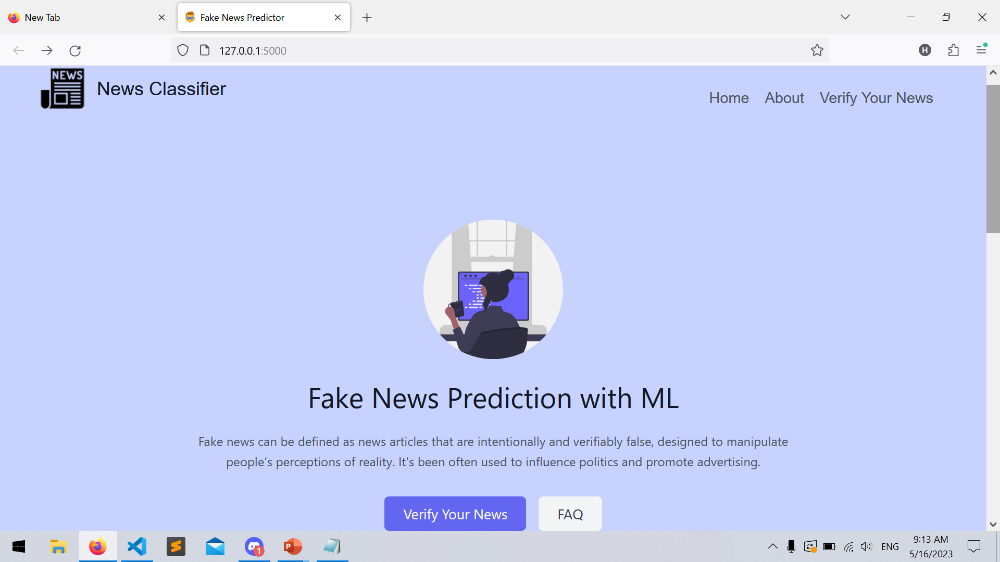 New Tab
Fake News Predictor
127.0.0.1:5000
H
NEWS
News Classifier
Home About Verify Your News
Fake News Prediction with ML
Fake news can be defined as news articles that are intentionally and verifiably false, designed to manipulate
people’s perceptions of reality. It's been often used to influence politics and promote advertising.
Verify Your News
FAQ
1
P
ENG
9:13 AM
5/16/2023